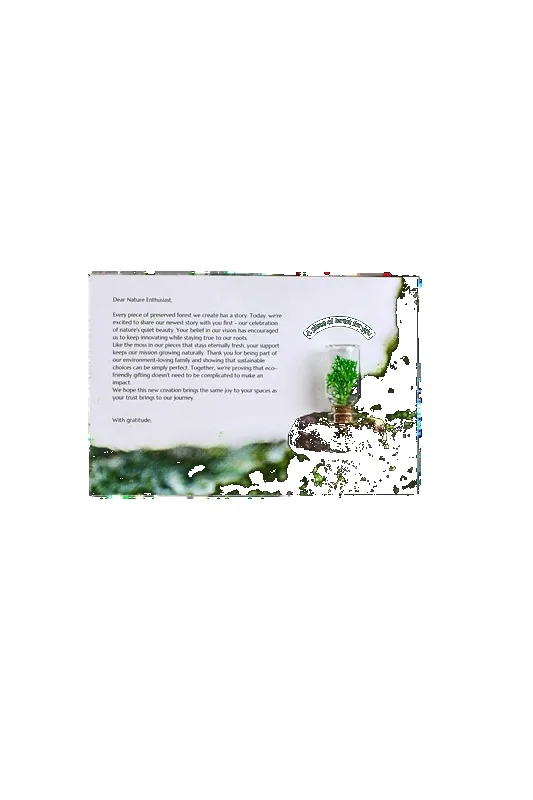 Dear Nature Enthusiast,
Every piece of preserved forest we create has a story. Today, we're
excited to share our newest story with you first - our celebration
of nature's quiet beauty. Your belief in our vision has encouraged
us to keep innovating while staying true to our roots.
Like the moss in our pieces that stays eternally fresh, your support
keeps our mission growing naturally. Thank you for being part of
our environment-loving family and showing that sustainable
choices can be simply perfect. Together, we're proving that eco-
friendly gifting doesn't need to be complicated to make an
impact.
We hope this new creation brings the same joy to your spaces as
your trust brings to our journey.
With gratitude,